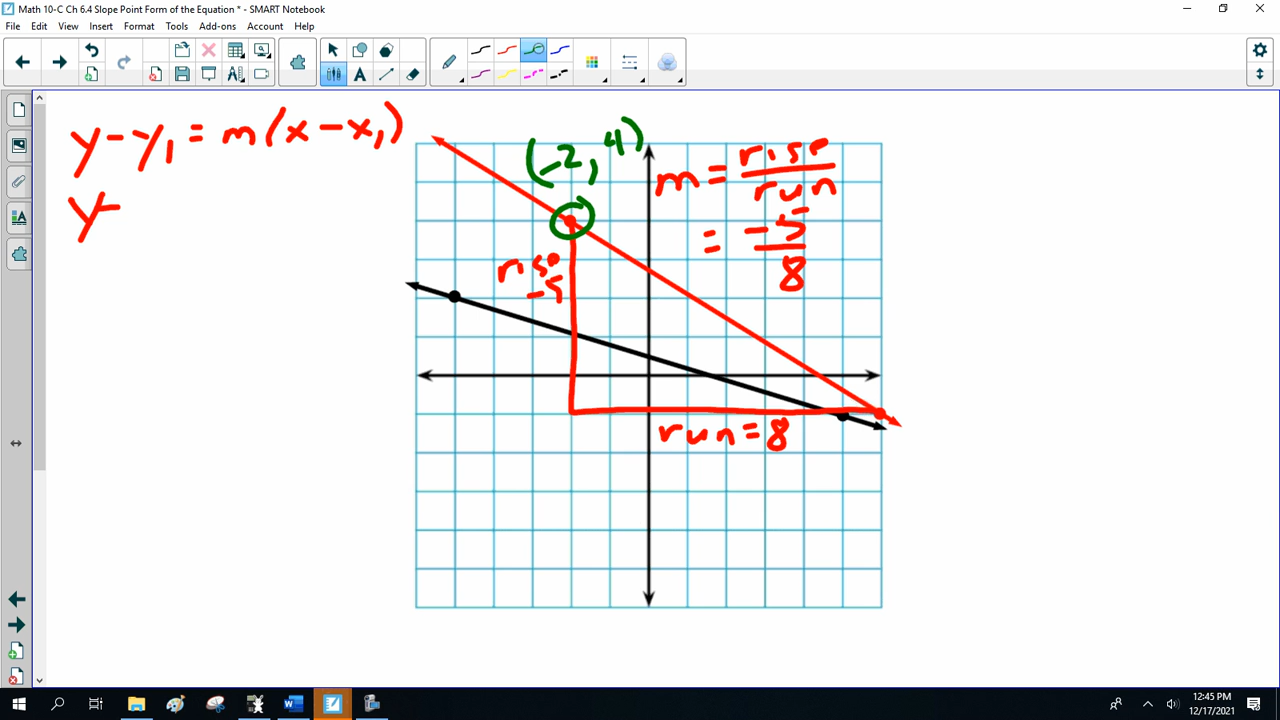 Math 10-C Ch 6.4 Slope Point Form of the Equation * - SMART Notebook
File Edit View Insert Format Tools Add-ons Account Help
y - y₁ = m(x - x₁)
y -
(-2, 4)
m = rise/run
= -5/8
rise
-5
run = 8
12:45 PM
12/17/2021